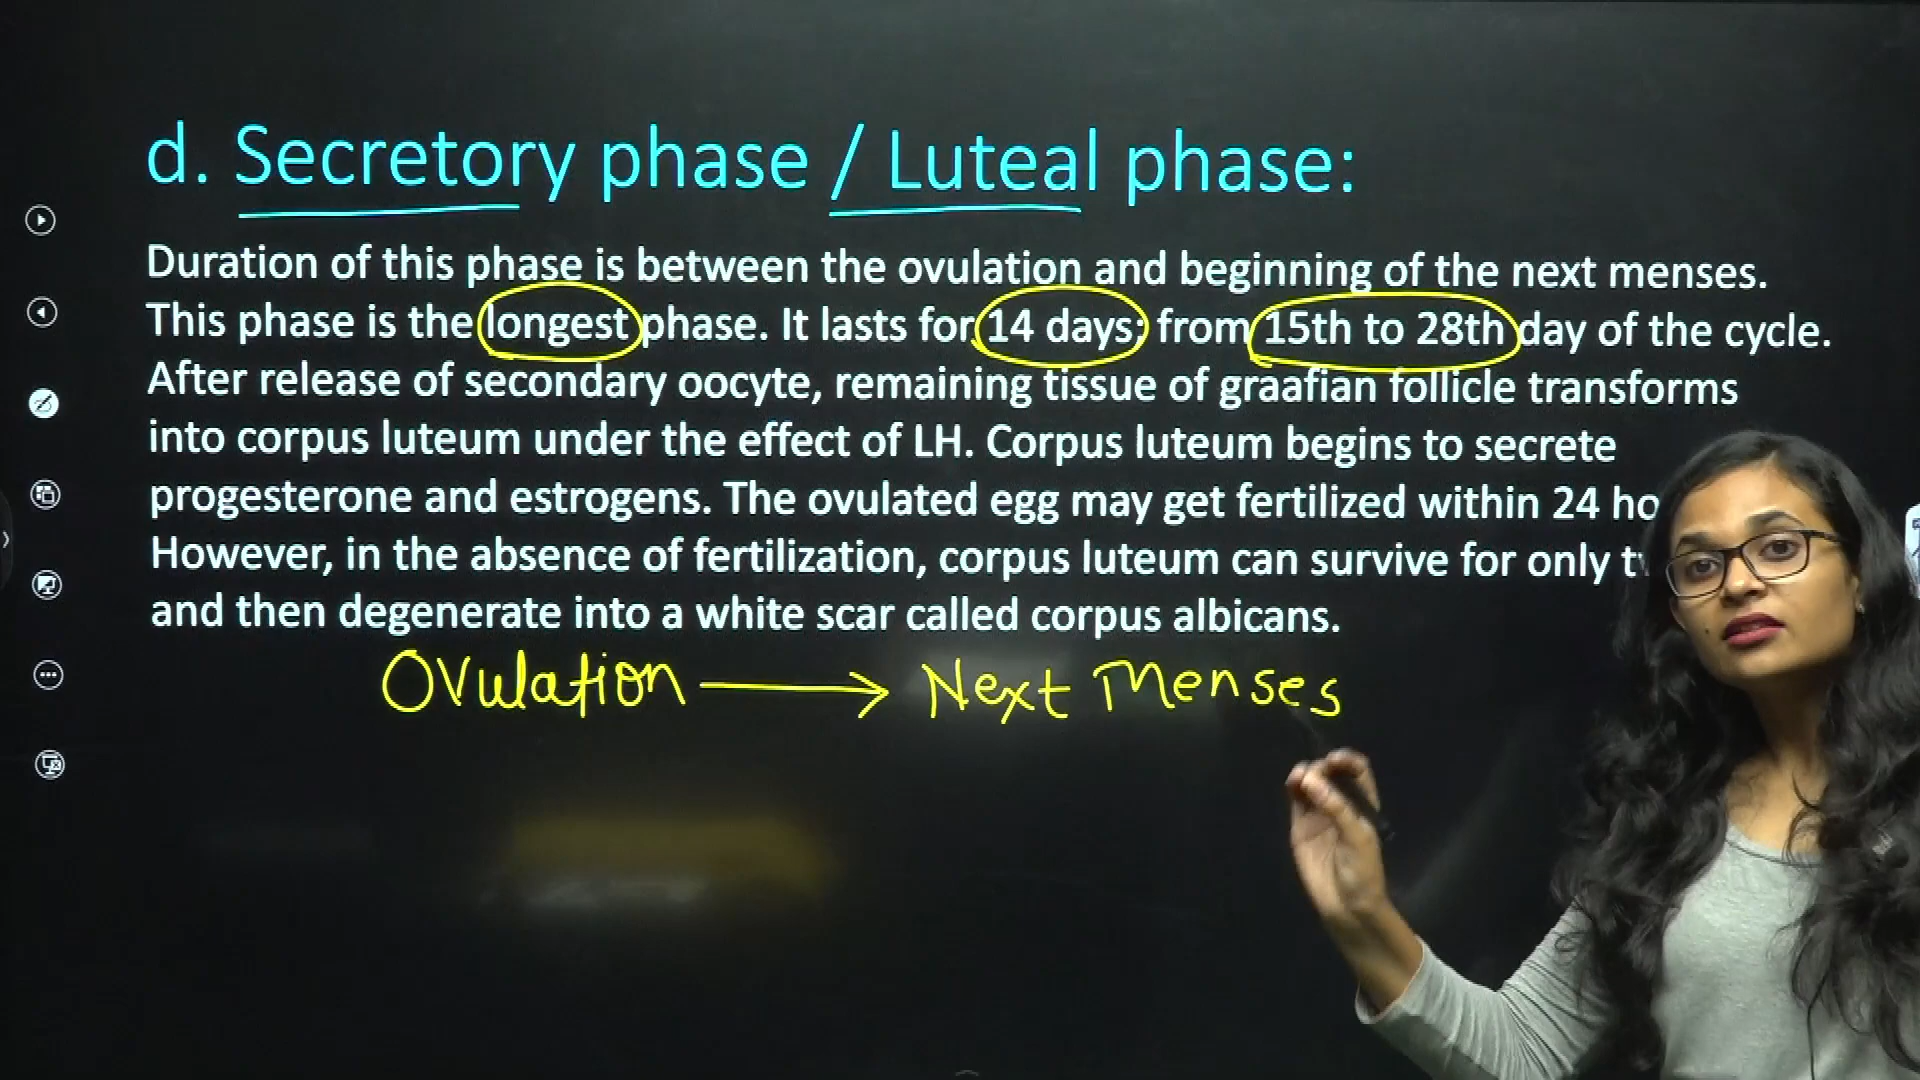 d. Secretory phase / Luteal phase:
Duration of this phase is between the ovulation and beginning of the next menses.
This phase is the longest phase. It lasts for 14 days; from 15th to 28th day of the cycle.
After release of secondary oocyte, remaining tissue of graafian follicle transforms
into corpus luteum under the effect of LH. Corpus luteum begins to secrete
progesterone and estrogens. The ovulated egg may get fertilized within 24
However, in the absence of fertilization, corpus luteum can survive for only
and then degenerate into a white scar called corpus albicans.
Ovulation → Next Menses